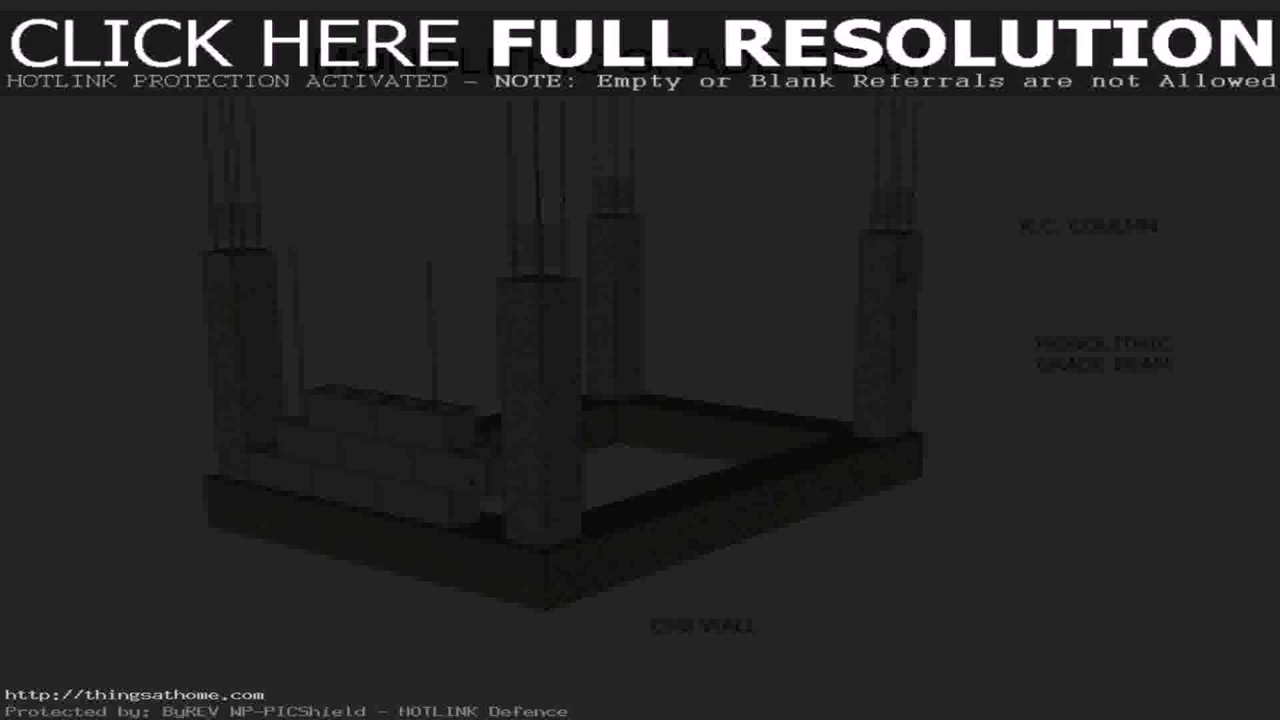 CLICK HERE FULL RESOLUTION
HOTLINK PROTECTION ACTIVATED - NOTE: Empty or Blank Referrals are not Allowed
R.C. COULMN
MONOLITHIC
GRADE BEAM
CHB WALL
http://thingsathome.com
Protected by: ByREV WP-PICShield - HOTLINK Defence